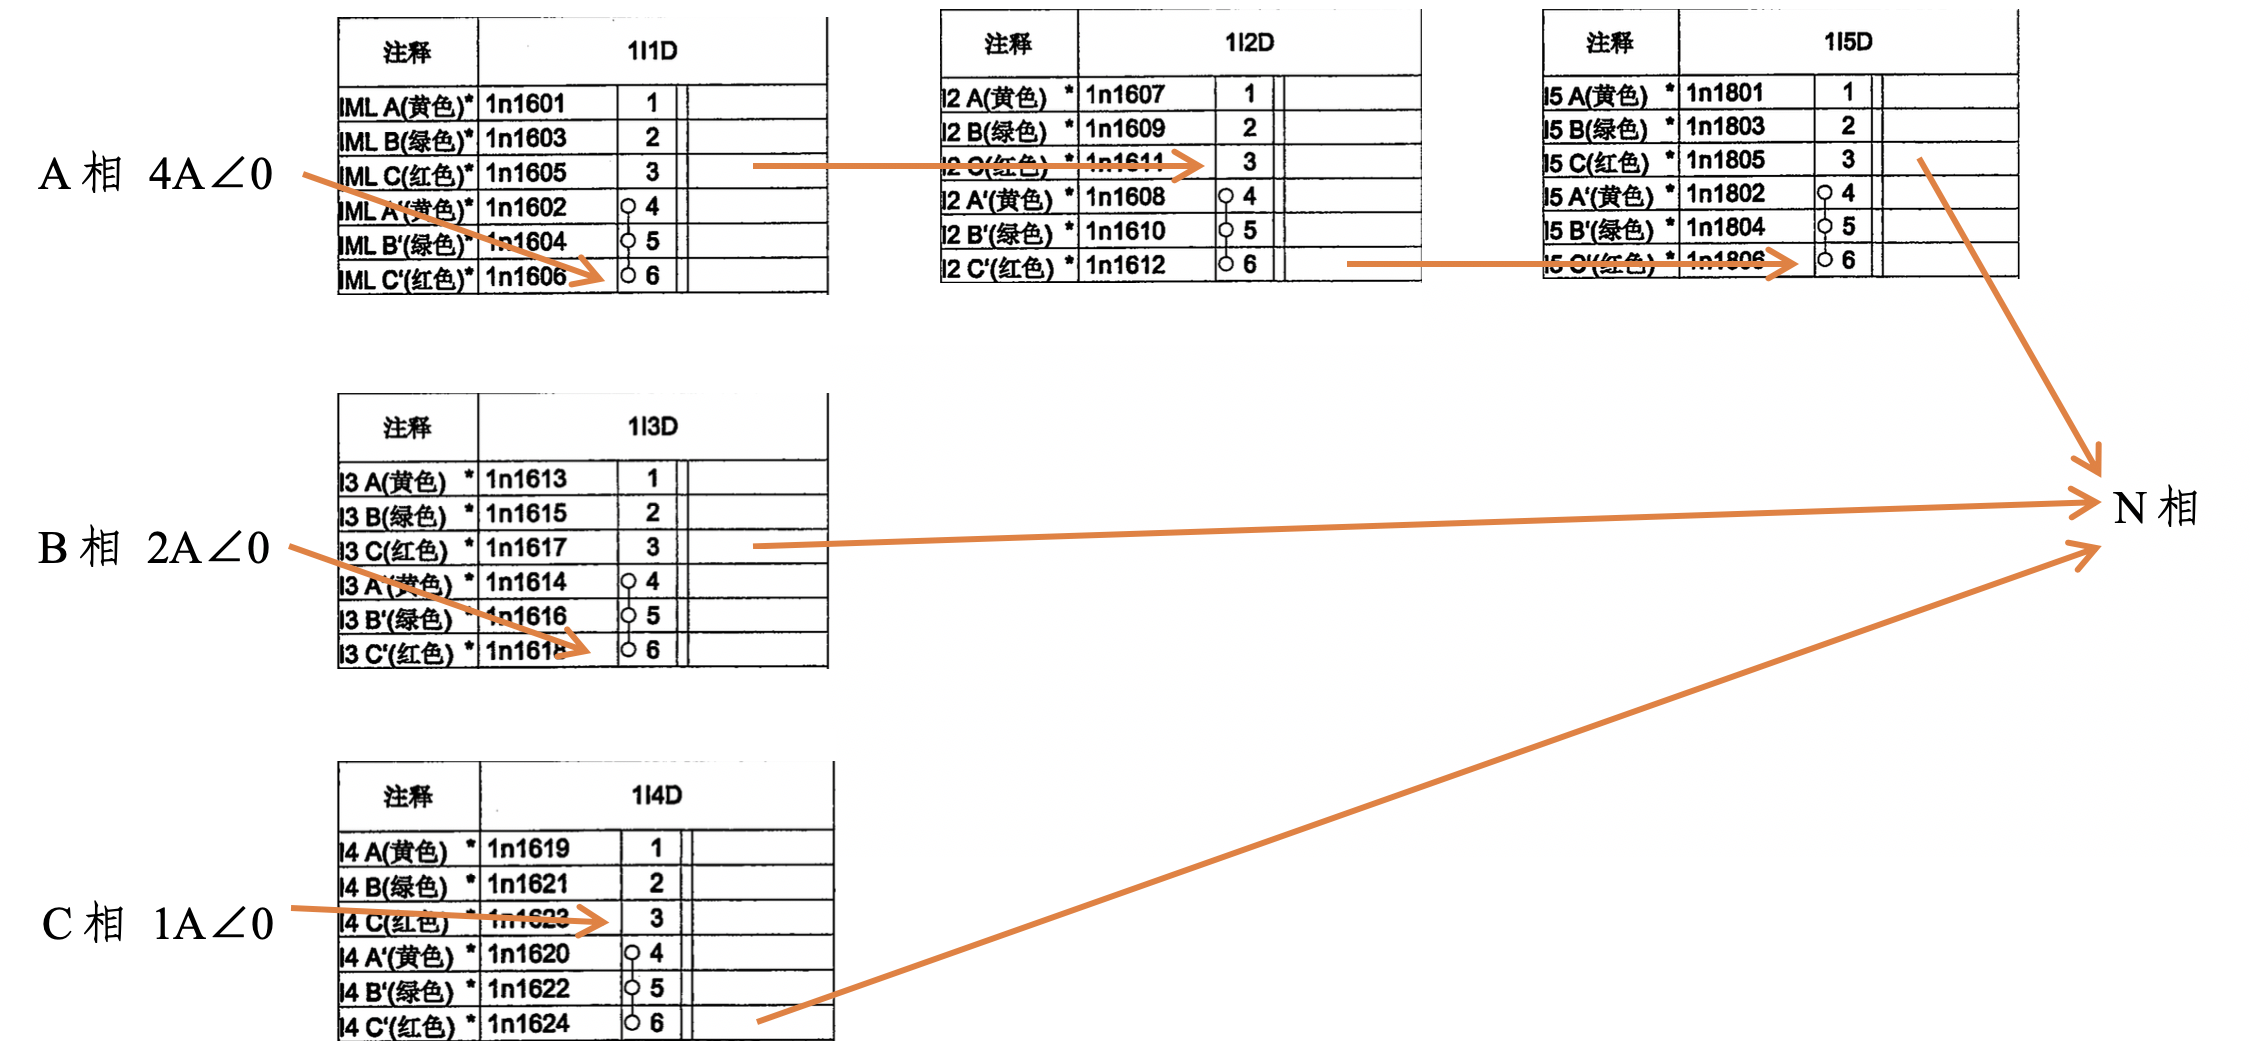 注释 1I1D
IML A(黄色)* 1n1601 1
IML B(绿色)* 1n1603 2
IML C(红色)* 1n1605 3
IML A'(黄色)* 1n1602 4
IML B'(绿色)* 1n1604 5
IML C'(红色)* 1n1606 6
注释 1I2D
I2 A(黄色) * 1n1607 1
I2 B(绿色) * 1n1609 2
I2 C(红色) * 1n1611 3
I2 A'(黄色) * 1n1608 4
I2 B'(绿色) * 1n1610 5
I2 C'(红色) * 1n1612 6
注释 1I5D
I5 A(黄色) * 1n1801 1
I5 B(绿色) * 1n1803 2
I5 C(红色) * 1n1805 3
I5 A'(黄色) * 1n1802 4
I5 B'(绿色) * 1n1804 5
I5 C'(红色) * 1n1806 6
A 相 4A∠0
注释 1I3D
I3 A(黄色) * 1n1613 1
I3 B(绿色) * 1n1615 2
I3 C(红色) * 1n1617 3
I3 A'(黄色) * 1n1614 4
I3 B'(绿色) * 1n1616 5
I3 C'(红色) * 1n1618 6
B 相 2A∠0
N 相
注释 1I4D
I4 A(黄色) * 1n1619 1
I4 B(绿色) * 1n1621 2
I4 C(红色) * 1n1623 3
I4 A'(黄色) * 1n1620 4
I4 B'(绿色) * 1n1622 5
I4 C'(红色) * 1n1624 6
C 相 1A∠0